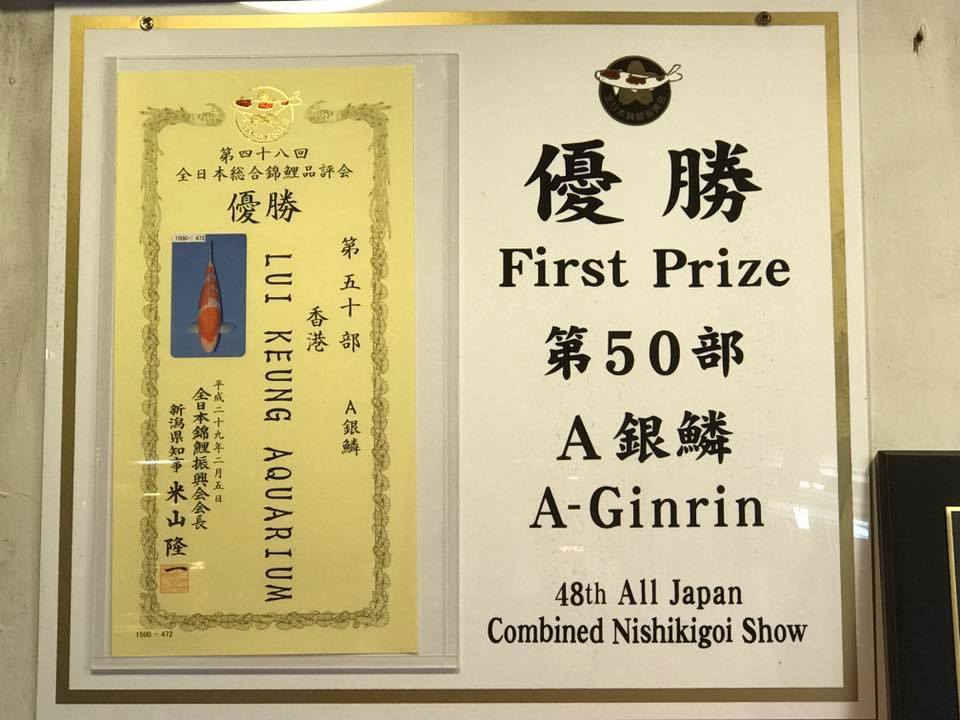 第四十八回
全日本総合錦鯉品評会
優勝
1500- 472
第五十部 A銀鱗
香港
LUI KEUNG AQUARIUM
平成二十九年二月五日
全日本錦鯉振興会会長
新潟県知事 米山隆一
1500 - 472
優勝
First Prize
第50部
A銀鱗
A-Ginrin
48th All Japan
Combined Nishikigoi Show